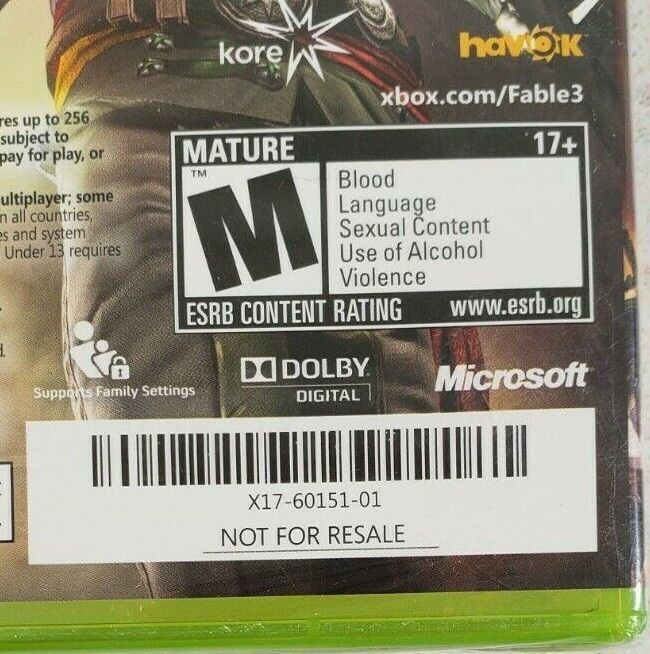 kore
havok
xbox.com/Fable3
res up to 256
subject to
pay for play, or
ultiplayer; some
n all countries,
es and system
Under 13 requires
MATURE 17+
TM
M
Blood
Language
Sexual Content
Use of Alcohol
Violence
ESRB CONTENT RATING www.esrb.org
Supports Family Settings
DOLBY
DIGITAL
Microsoft
X17-60151-01
NOT FOR RESALE